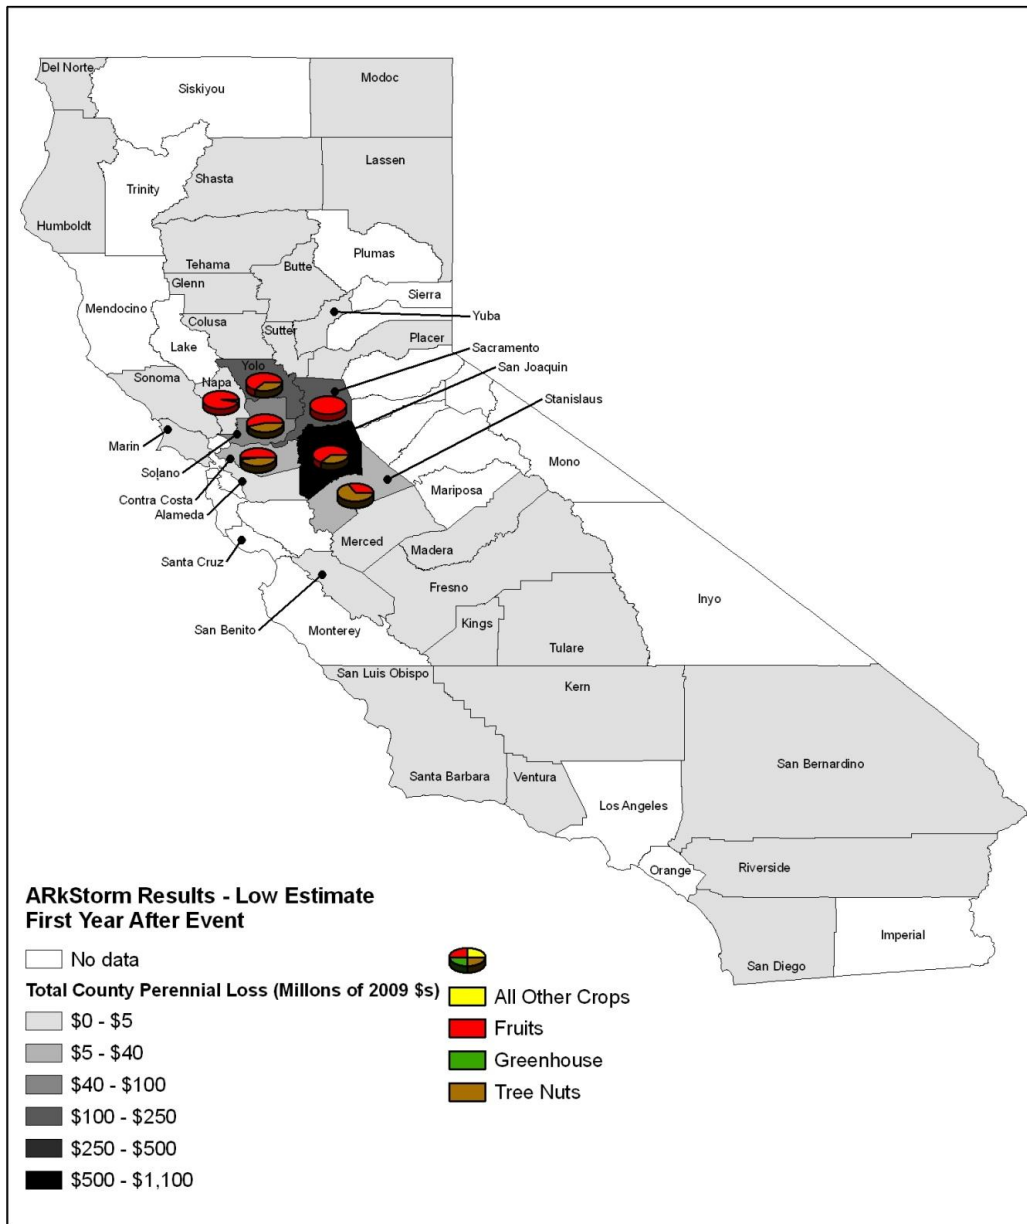 Del Norte
Siskiyou
Modoc
Shasta
Lassen
Trinity
Humboldt
Tehama
Butte
Plumas
Glenn
Mendocino
Sierra
Yuba
Colusa
Sutter
Placer
Lake
Sacramento
Yolo
San Joaquin
Sonoma
Napa
Stanislaus
Marin
Solano
Mono
Mariposa
Contra Costa
Alameda
Merced
Madera
Santa Cruz
Fresno
Inyo
San Benito
Monterey
Kings
Tulare
San Luis Obispo
Kern
San Bernardino
Santa Barbara
Ventura
Los Angeles
Orange
Riverside
Imperial
San Diego
ARkStorm Results - Low Estimate
First Year After Event
No data
Total County Perennial Loss (Millons of 2009 $s)
$0 - $5
$5 - $40
$40 - $100
$100 - $250
$250 - $500
$500 - $1,100
All Other Crops
Fruits
Greenhouse
Tree Nuts